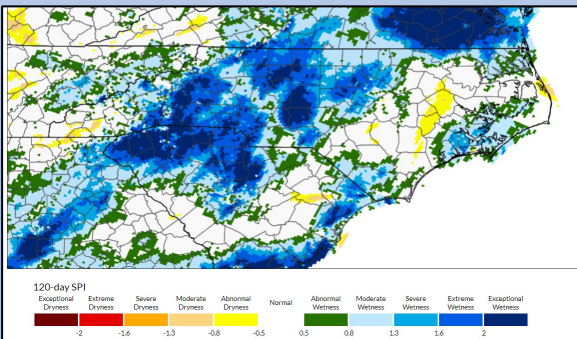 120-day SPI
Exceptional Extreme Severe Moderate Abnormal Normal Abnormal Moderate Severe Extreme Exceptional
Dryness Dryness Dryness Dryness Dryness Wetness Wetness Wetness Wetness Wetness
-2 -1.6 -1.3 -0.8 -0.5 0.5 0.8 1.3 1.6 2